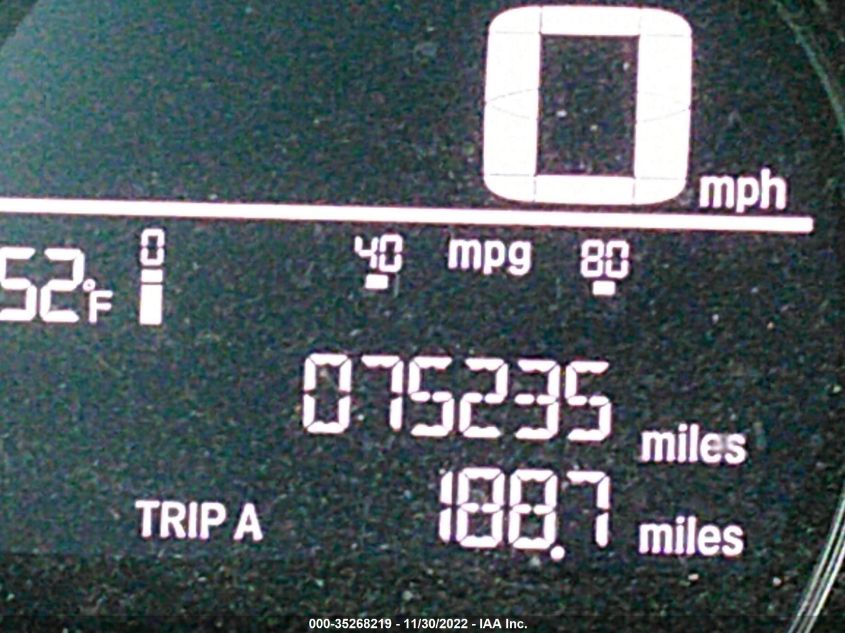 0 mph
0 40 mpg 80
52°F
075235 miles
TRIP A 188.7 miles
000-35268219 - 11/30/2022 - IAA Inc.